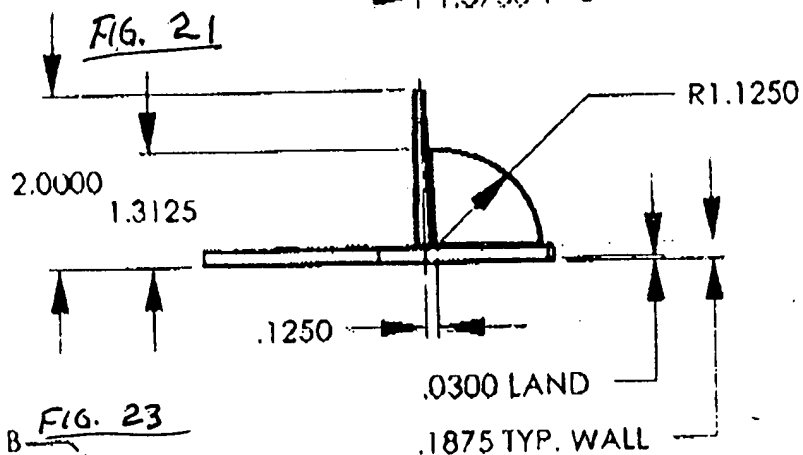 FIG. 21
R1.1250
2.0000
1.3125
.1250
.0300 LAND
.1875 TYP. WALL
FIG. 23
B